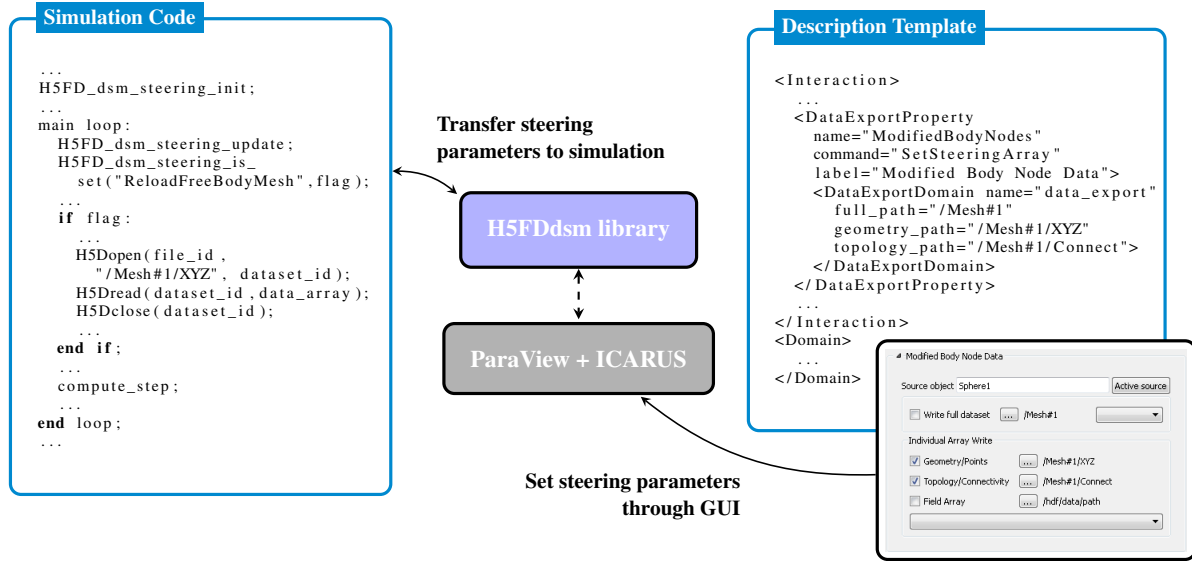 Simulation Code
...
H5FD_dsm_steering_init;
...
main loop:
H5FD_dsm_steering_update;
H5FD_dsm_steering_is_
set("ReloadFreeBodyMesh",flag);
...
if flag:
...
H5Dopen(file_id,
"/Mesh#1/XYZ", dataset_id);
H5Dread(dataset_id,data_array);
H5Dclose(dataset_id);
...
end if;
...
compute_step;
...
end loop;
...
Transfer steering
parameters to simulation
H5FDdsm library
ParaView + ICARUS
Set steering parameters
through GUI
Description Template
<Interaction>
...
<DataExportProperty
name="ModifiedBodyNodes"
command="SetSteeringArray"
label="Modified Body Node Data">
<DataExportDomain name="data_export"
full_path="/Mesh#1"
geometry_path="/Mesh#1/XYZ"
topology_path="/Mesh#1/Connect">
</DataExportDomain>
</DataExportProperty>
...
</Interaction>
<Domain>
...
</Domain>
Modified Body Node Data
Source object Sphere1 Active source
Write full dataset ... /Mesh#1
Individual Array Write
Geometry/Points ... /Mesh#1/XYZ
Topology/Connectivity ... /Mesh#1/Connect
Field Array ... /hdf/data/path